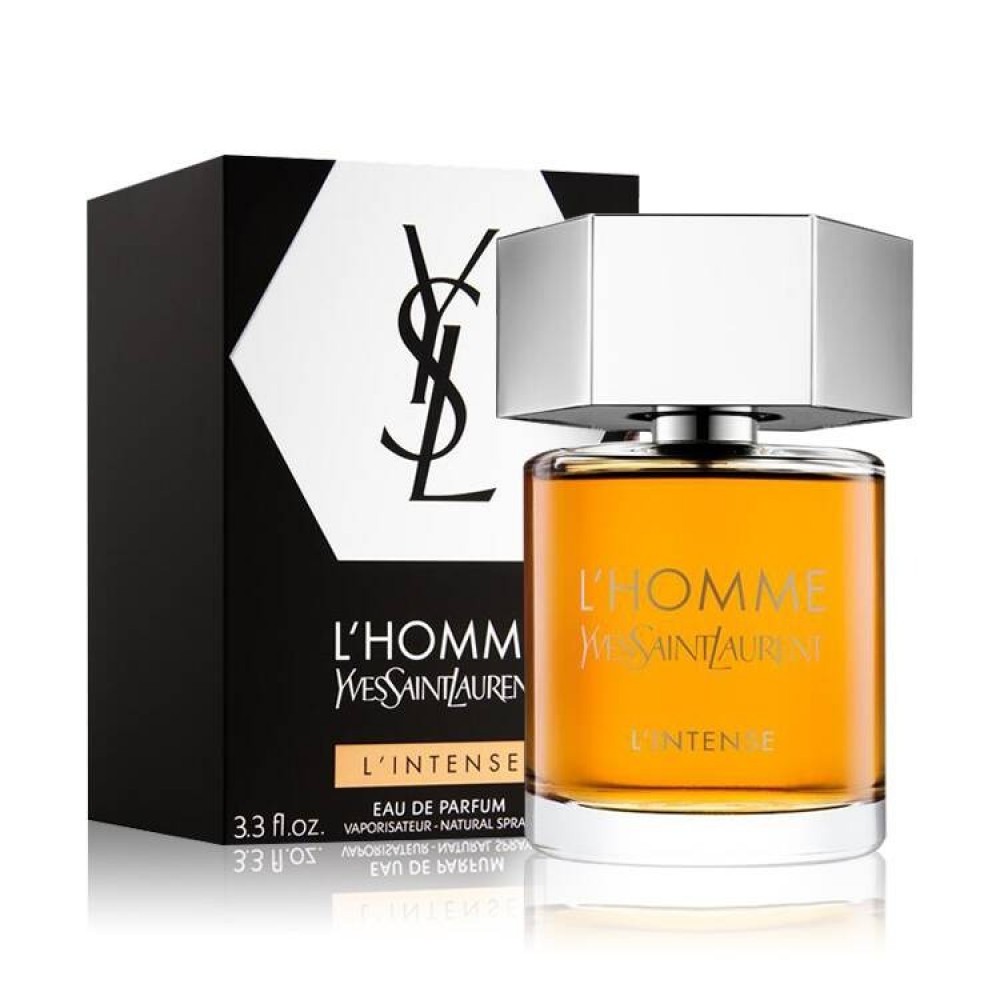 YSL
L'HOMM
YVESSAINTLAUREN
L'INTENSE
EAU DE PARFUM
3.3 fl.oz.
VAPORISATEUR - NATURAL SPRA
L'HOMME
YVESSAINTLAURENT
L'INTENSE